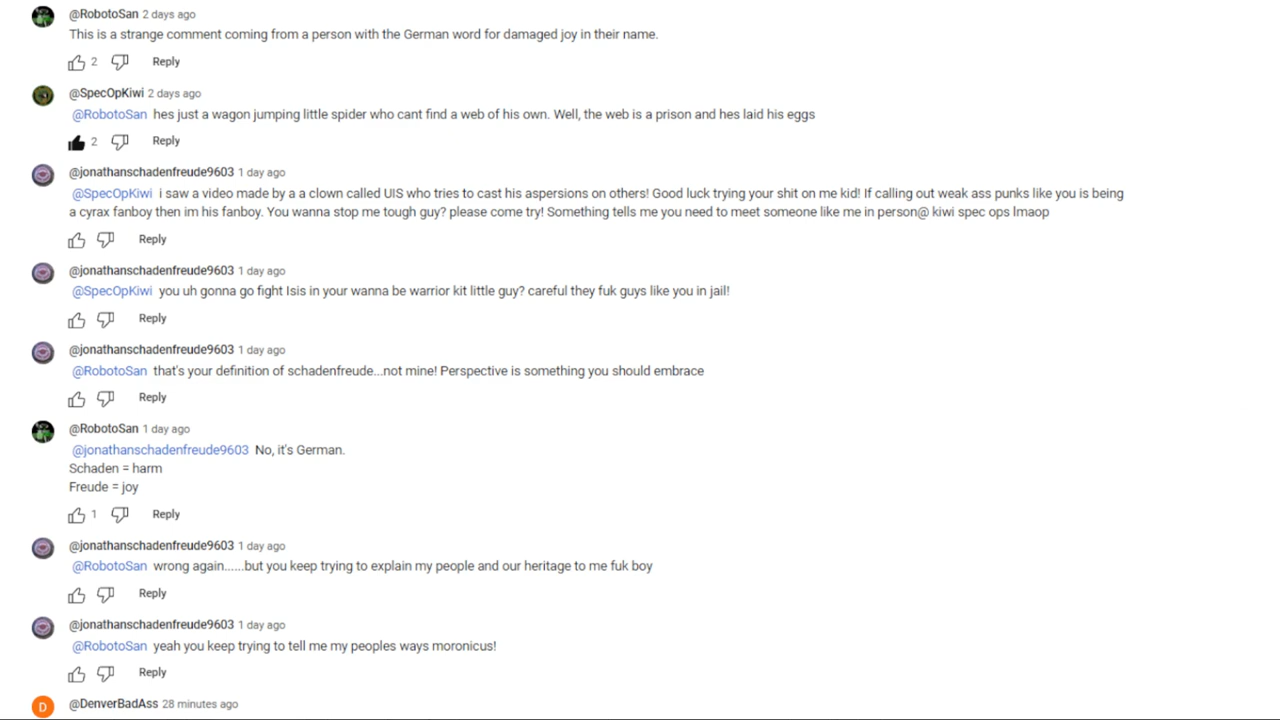 @RobotoSan 2 days ago
This is a strange comment coming from a person with the German word for damaged joy in their name.
2 Reply
@SpecOpKiwi 2 days ago
@RobotoSan hes just a wagon jumping little spider who cant find a web of his own. Well, the web is a prison and hes laid his eggs
2 Reply
@jonathanschadenfreude9603 1 day ago
@SpecOpKiwi i saw a video made by a a clown called UIS who tries to cast his aspersions on others! Good luck trying your shit on me kid! If calling out weak ass punks like you is being
a cyrax fanboy then im his fanboy. You wanna stop me tough guy? please come try! Something tells me you need to meet someone like me in person@ kiwi spec ops lmaop
Reply
@jonathanschadenfreude9603 1 day ago
@SpecOpKiwi you uh gonna go fight Isis in your wanna be warrior kit little guy? careful they fuk guys like you in jail!
Reply
@jonathanschadenfreude9603 1 day ago
@RobotoSan that's your definition of schadenfreude...not mine! Perspective is something you should embrace
Reply
@RobotoSan 1 day ago
@jonathanschadenfreude9603 No, it's German.
Schaden = harm
Freude = joy
1 Reply
@jonathanschadenfreude9603 1 day ago
@RobotoSan wrong again......but you keep trying to explain my people and our heritage to me fuk boy
Reply
@jonathanschadenfreude9603 1 day ago
@RobotoSan yeah you keep trying to tell me my peoples ways moronicus!
Reply
D @DenverBadAss 28 minutes ago